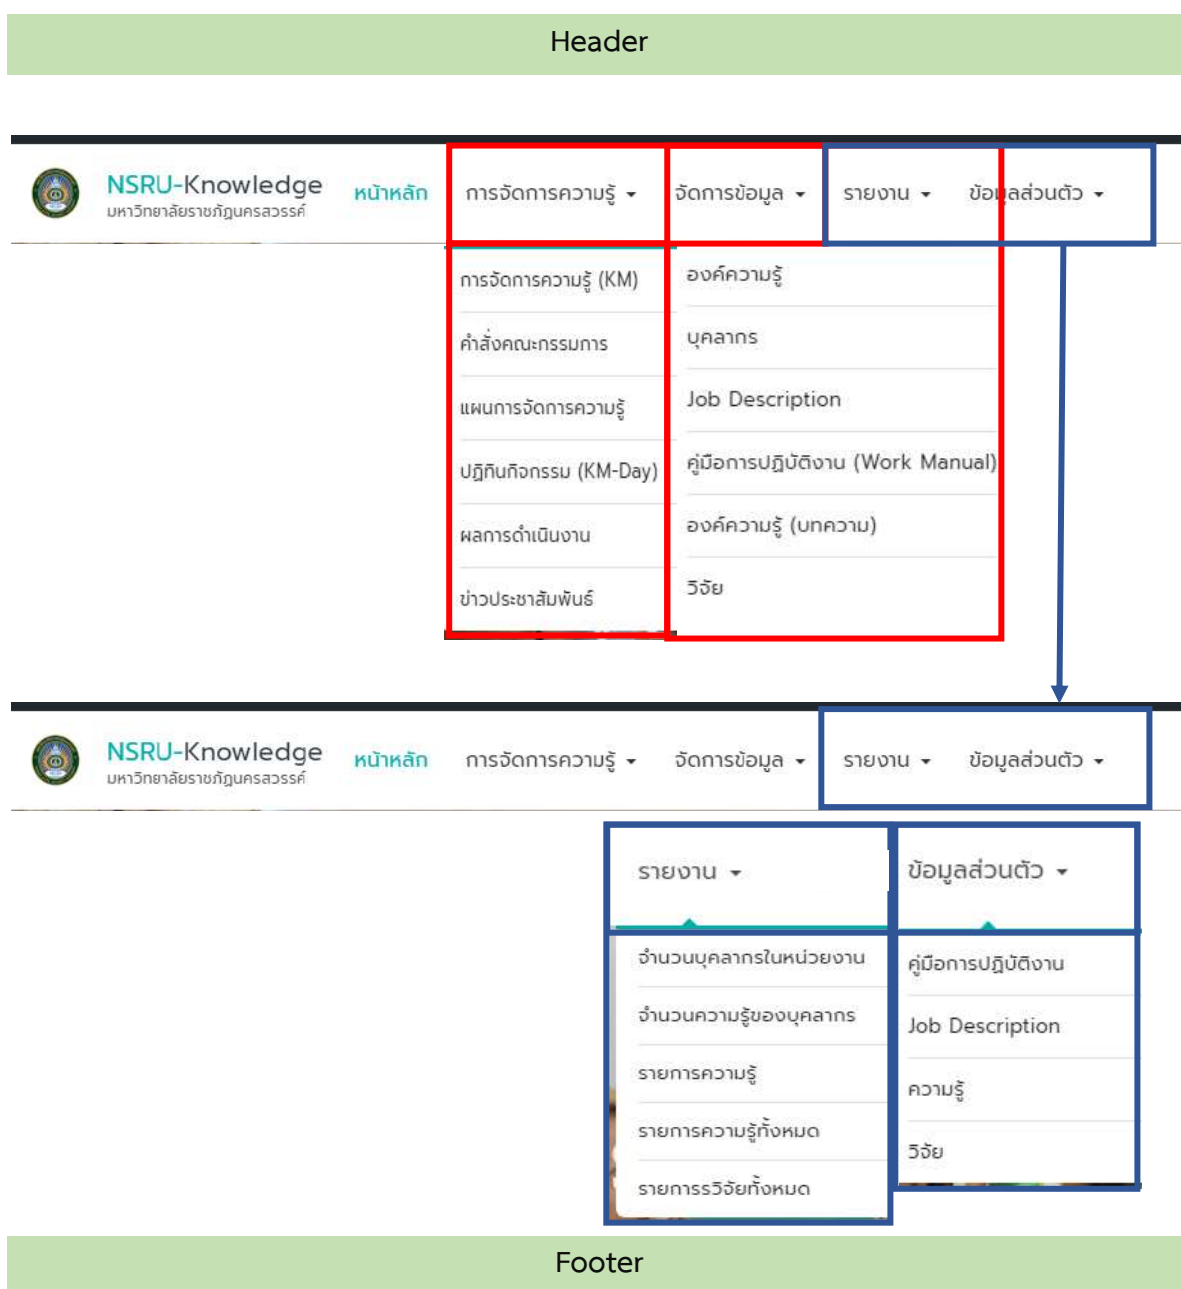 Header
NSRU-Knowledge
มหาวิทยาลัยราชภัฏนครสวรรค์
หน้าหลัก การจัดการความรู้ จัดการข้อมูล รายงาน ข้อมูลส่วนตัว
การจัดการความรู้ (KM)
คำสั่งคณะกรรมการ
แผนการจัดการความรู้
ปฏิทินกิจกรรม (KM-Day)
ผลการดำเนินงาน
ข่าวประชาสัมพันธ์
องค์ความรู้
บุคลากร
Job Description
คู่มือการปฏิบัติงาน (Work Manual)
องค์ความรู้ (บทความ)
วิจัย
NSRU-Knowledge
มหาวิทยาลัยราชภัฏนครสวรรค์
หน้าหลัก การจัดการความรู้ จัดการข้อมูล รายงาน ข้อมูลส่วนตัว
รายงาน
จำนวนบุคลากรในหน่วยงาน
จำนวนความรู้ของบุคลากร
รายการความรู้
รายการความรู้ทั้งหมด
รายการรวิจัยทั้งหมด
ข้อมูลส่วนตัว
คู่มือการปฏิบัติงาน
Job Description
ความรู้
วิจัย
Footer